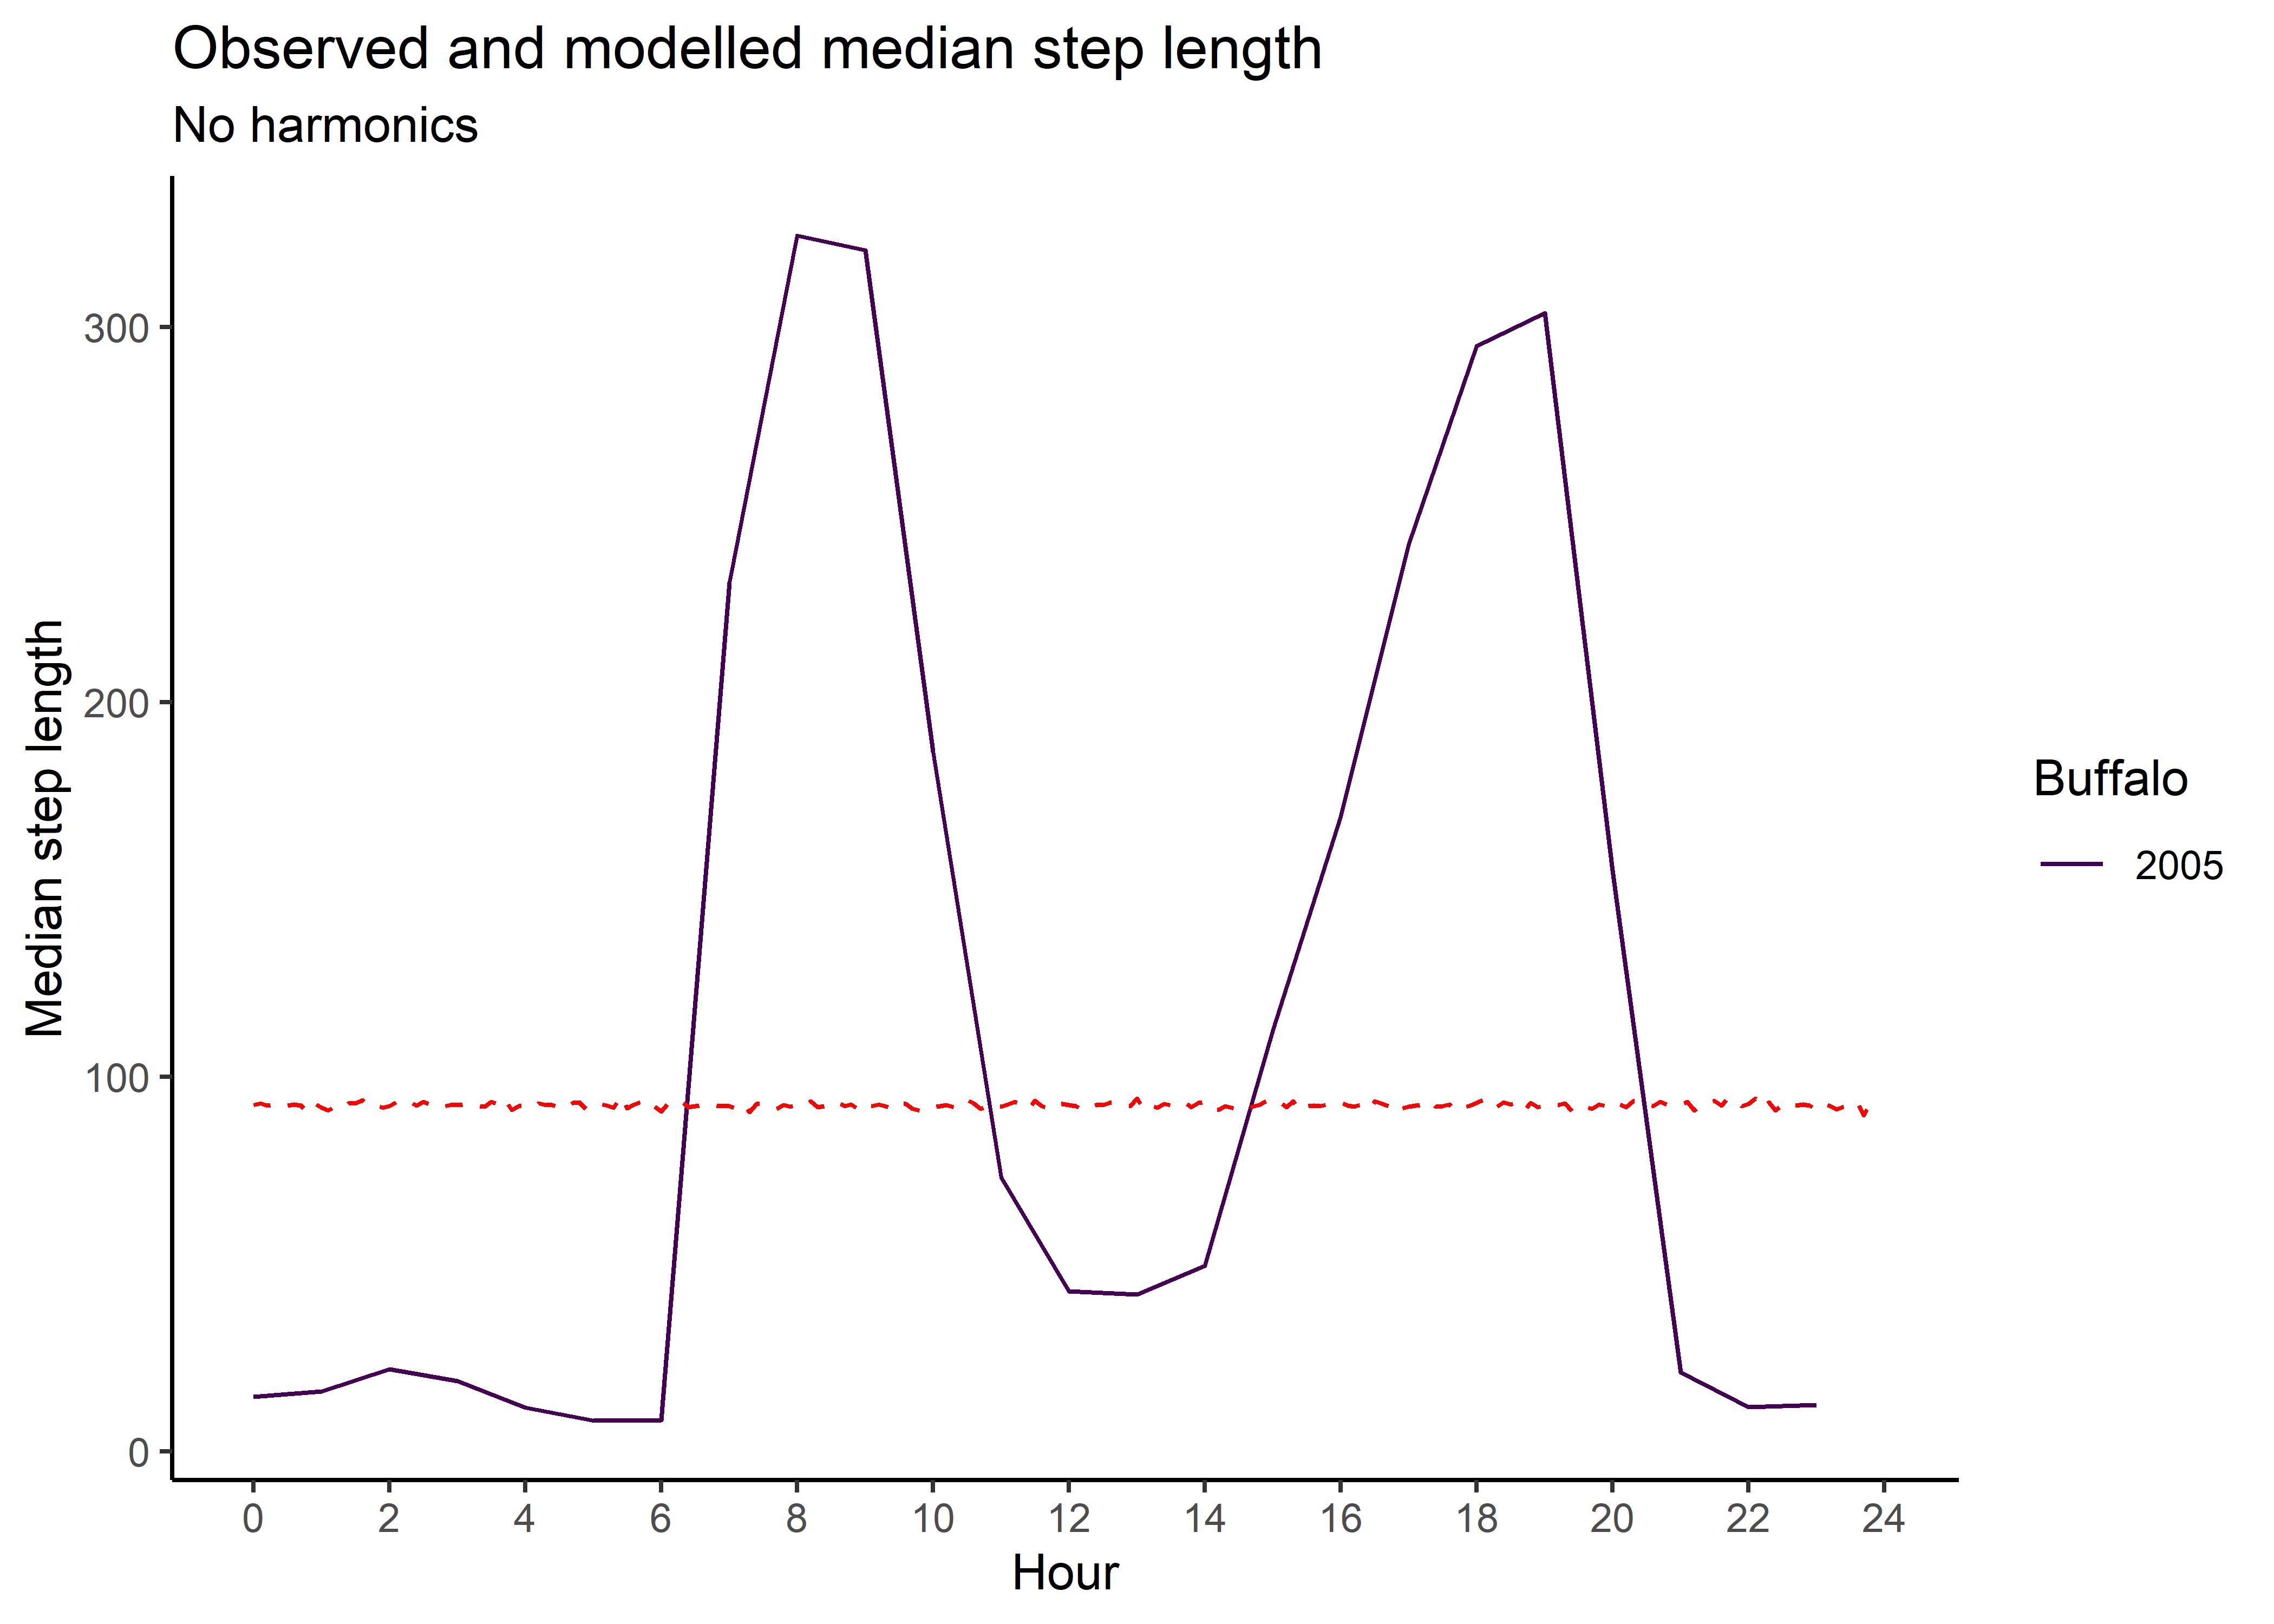 Observed and modelled median step length
No harmonics
Median step length
300
200
100
0
0 2 4 6 8 10 12 14 16 18 20 22 24
Hour
Buffalo
2005